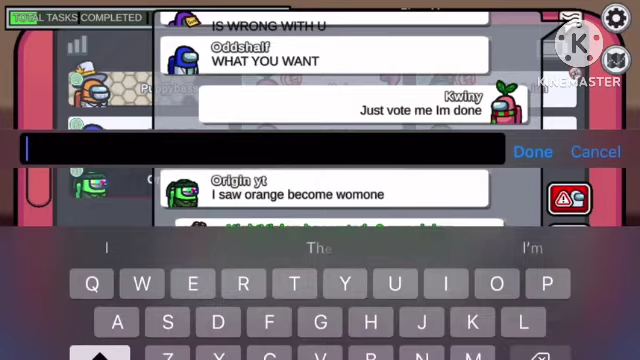 TOTAL TASKS COMPLETED
IS WRONG WITH U
Oddshalf
WHAT YOU WANT
KINEMASTER
Kwiny
Just vote me Im done
Done
Cancel
Origin yt
I saw orange become womone
I
The
I'm
Q W E R T Y U I O P
A S D F G H J K L
Z X C V B N M